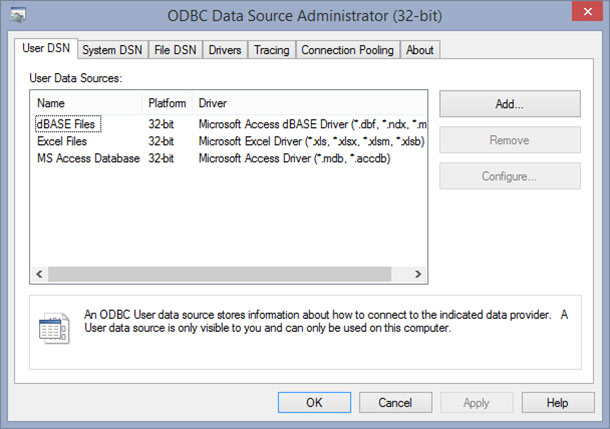 ODBC Data Source Administrator (32-bit)
User DSN System DSN File DSN Drivers Tracing Connection Pooling About
User Data Sources:
Name Platform Driver
dBASE Files 32-bit Microsoft Access dBASE Driver (*.dbf, *.ndx, *.m
Excel Files 32-bit Microsoft Excel Driver (*.xls, *.xlsx, *.xlsm, *.xlsb)
MS Access Database 32-bit Microsoft Access Driver (*.mdb, *.accdb)
Add...
Remove
Configure...
An ODBC User data source stores information about how to connect to the indicated data provider. A
User data source is only visible to you and can only be used on this computer.
OK Cancel Apply Help